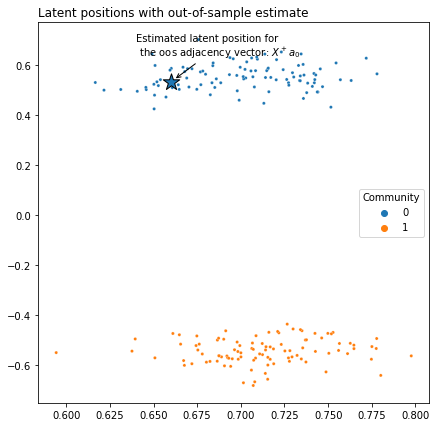 Latent positions with out-of-sample estimate
Estimated latent position for
the oos adjacency vector: X⁺a₀
0.6
0.4
0.2
0.0
−0.2
−0.4
−0.6
Community
0
1
0.600 0.625 0.650 0.675 0.700 0.725 0.750 0.775 0.800